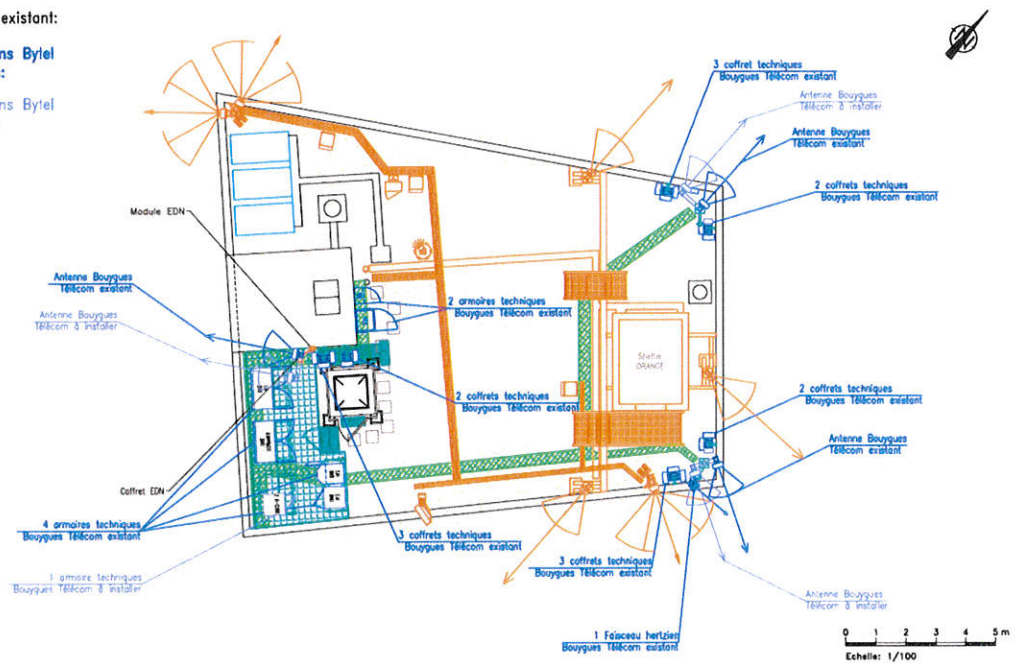 existant:
ns Bytel
:
ns Bytel
3 coffret techniques
Bouygues Télécom existant
Antenne Bouygues
Télécom à installer
Antenne Bouygues
Télécom existant
2 coffrets techniques
Bouygues Télécom existant
Module EDN
Antenne Bouygues
Télécom existant
Antenne Bouygues
Télécom à installer
2 armoires techniques
Bouygues Télécom existant
Shelter
ORANGE
2 coffrets techniques
Bouygues Télécom existant
2 coffrets techniques
Bouygues Télécom existant
Antenne Bouygues
Télécom existant
Coffret EDN
4 armoires techniques
Bouygues Télécom existant
3 coffrets techniques
Bouygues Télécom existant
3 coffrets techniques
Bouygues Télécom existant
1 armoire techniques
Bouygues Télécom à installer
Antenne Bouygues
Télécom à installer
1 Faisceau hertzien
Bouygues Télécom existant
0 1 2 3 4 5 m
Echelle: 1/100